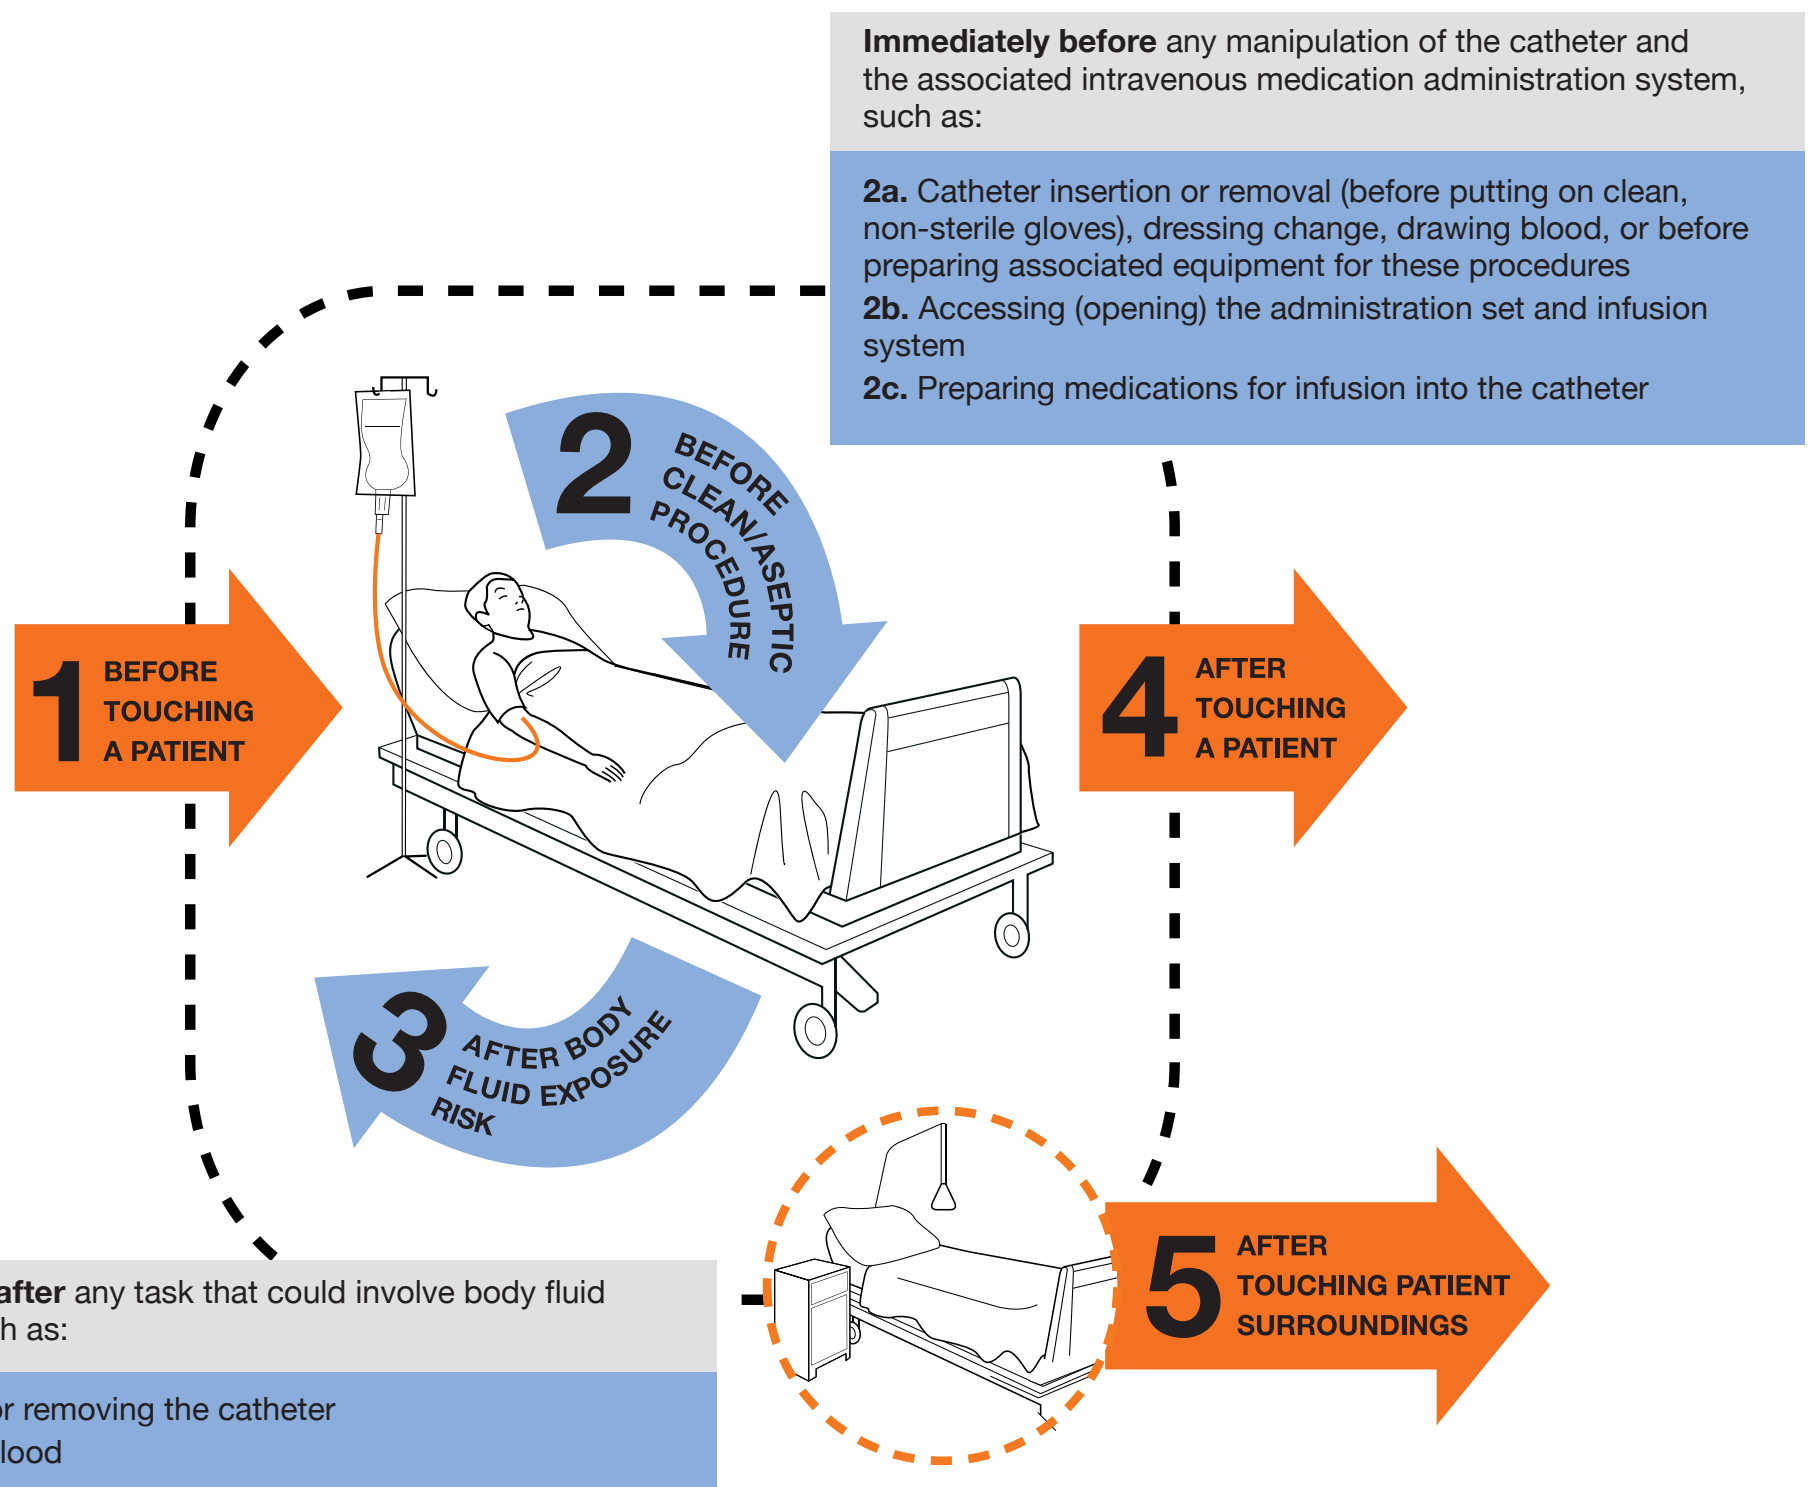 Immediately before any manipulation of the catheter and
the associated intravenous medication administration system,
such as:
2a. Catheter insertion or removal (before putting on clean,
non-sterile gloves), dressing change, drawing blood, or before
preparing associated equipment for these procedures
2b. Accessing (opening) the administration set and infusion
system
2c. Preparing medications for infusion into the catheter
2
BEFORE
CLEAN/ASEPTIC
PROCEDURE
1
BEFORE
TOUCHING
A PATIENT
4
AFTER
TOUCHING
A PATIENT
3
AFTER BODY
FLUID EXPOSURE
RISK
5
AFTER
TOUCHING PATIENT
SURROUNDINGS
after any task that could involve body fluid
as:
removing the catheter